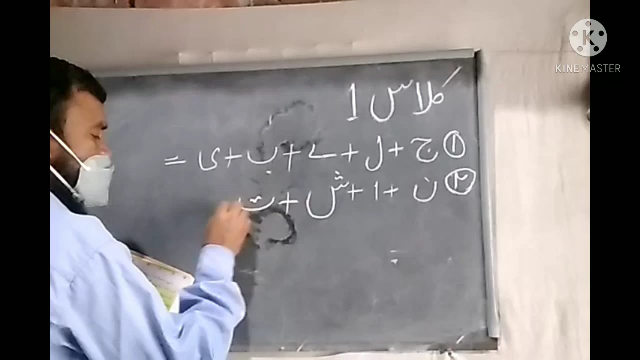 KINEMASTER
کلاس 1
① ج + ل + ے + ب + ی =
② ن + ا + ش + ت